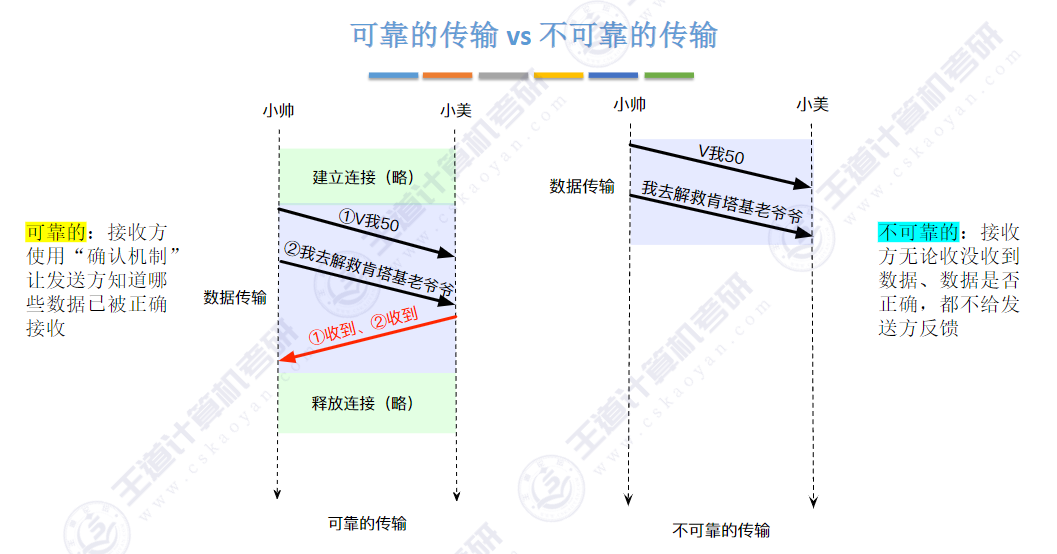 可靠的传输 vs 不可靠的传输
小帅
小美
建立连接（略）
①V我50
②我去解救肯塔基老爷爷
数据传输
①收到、②收到
释放连接（略）
可靠的传输
可靠的：接收方
使用“确认机制”
让发送方知道哪
些数据已被正确
接收
小帅
小美
V我50
数据传输
我去解救肯塔基老爷爷
不可靠的传输
不可靠的：接收
方无论收没收到
数据、数据是否
正确，都不给发
送方反馈
王道计算机考研
www.cskaoyan.com